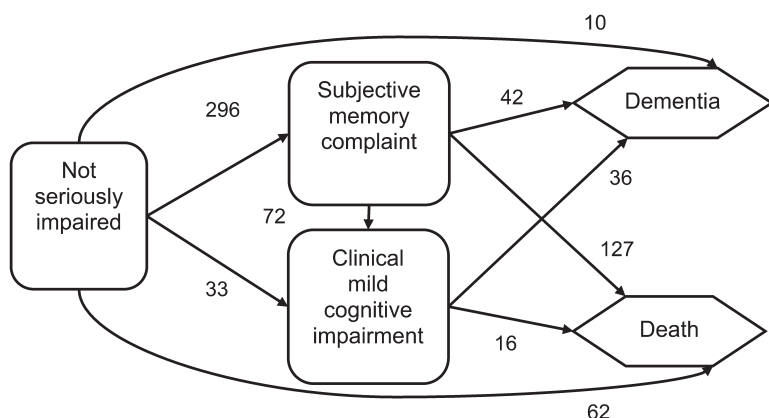 10
296
Subjective
memory
complaint
42
Dementia
Not
seriously
impaired
36
72
33
Clinical
mild
cognitive
impairment
127
16
Death
62